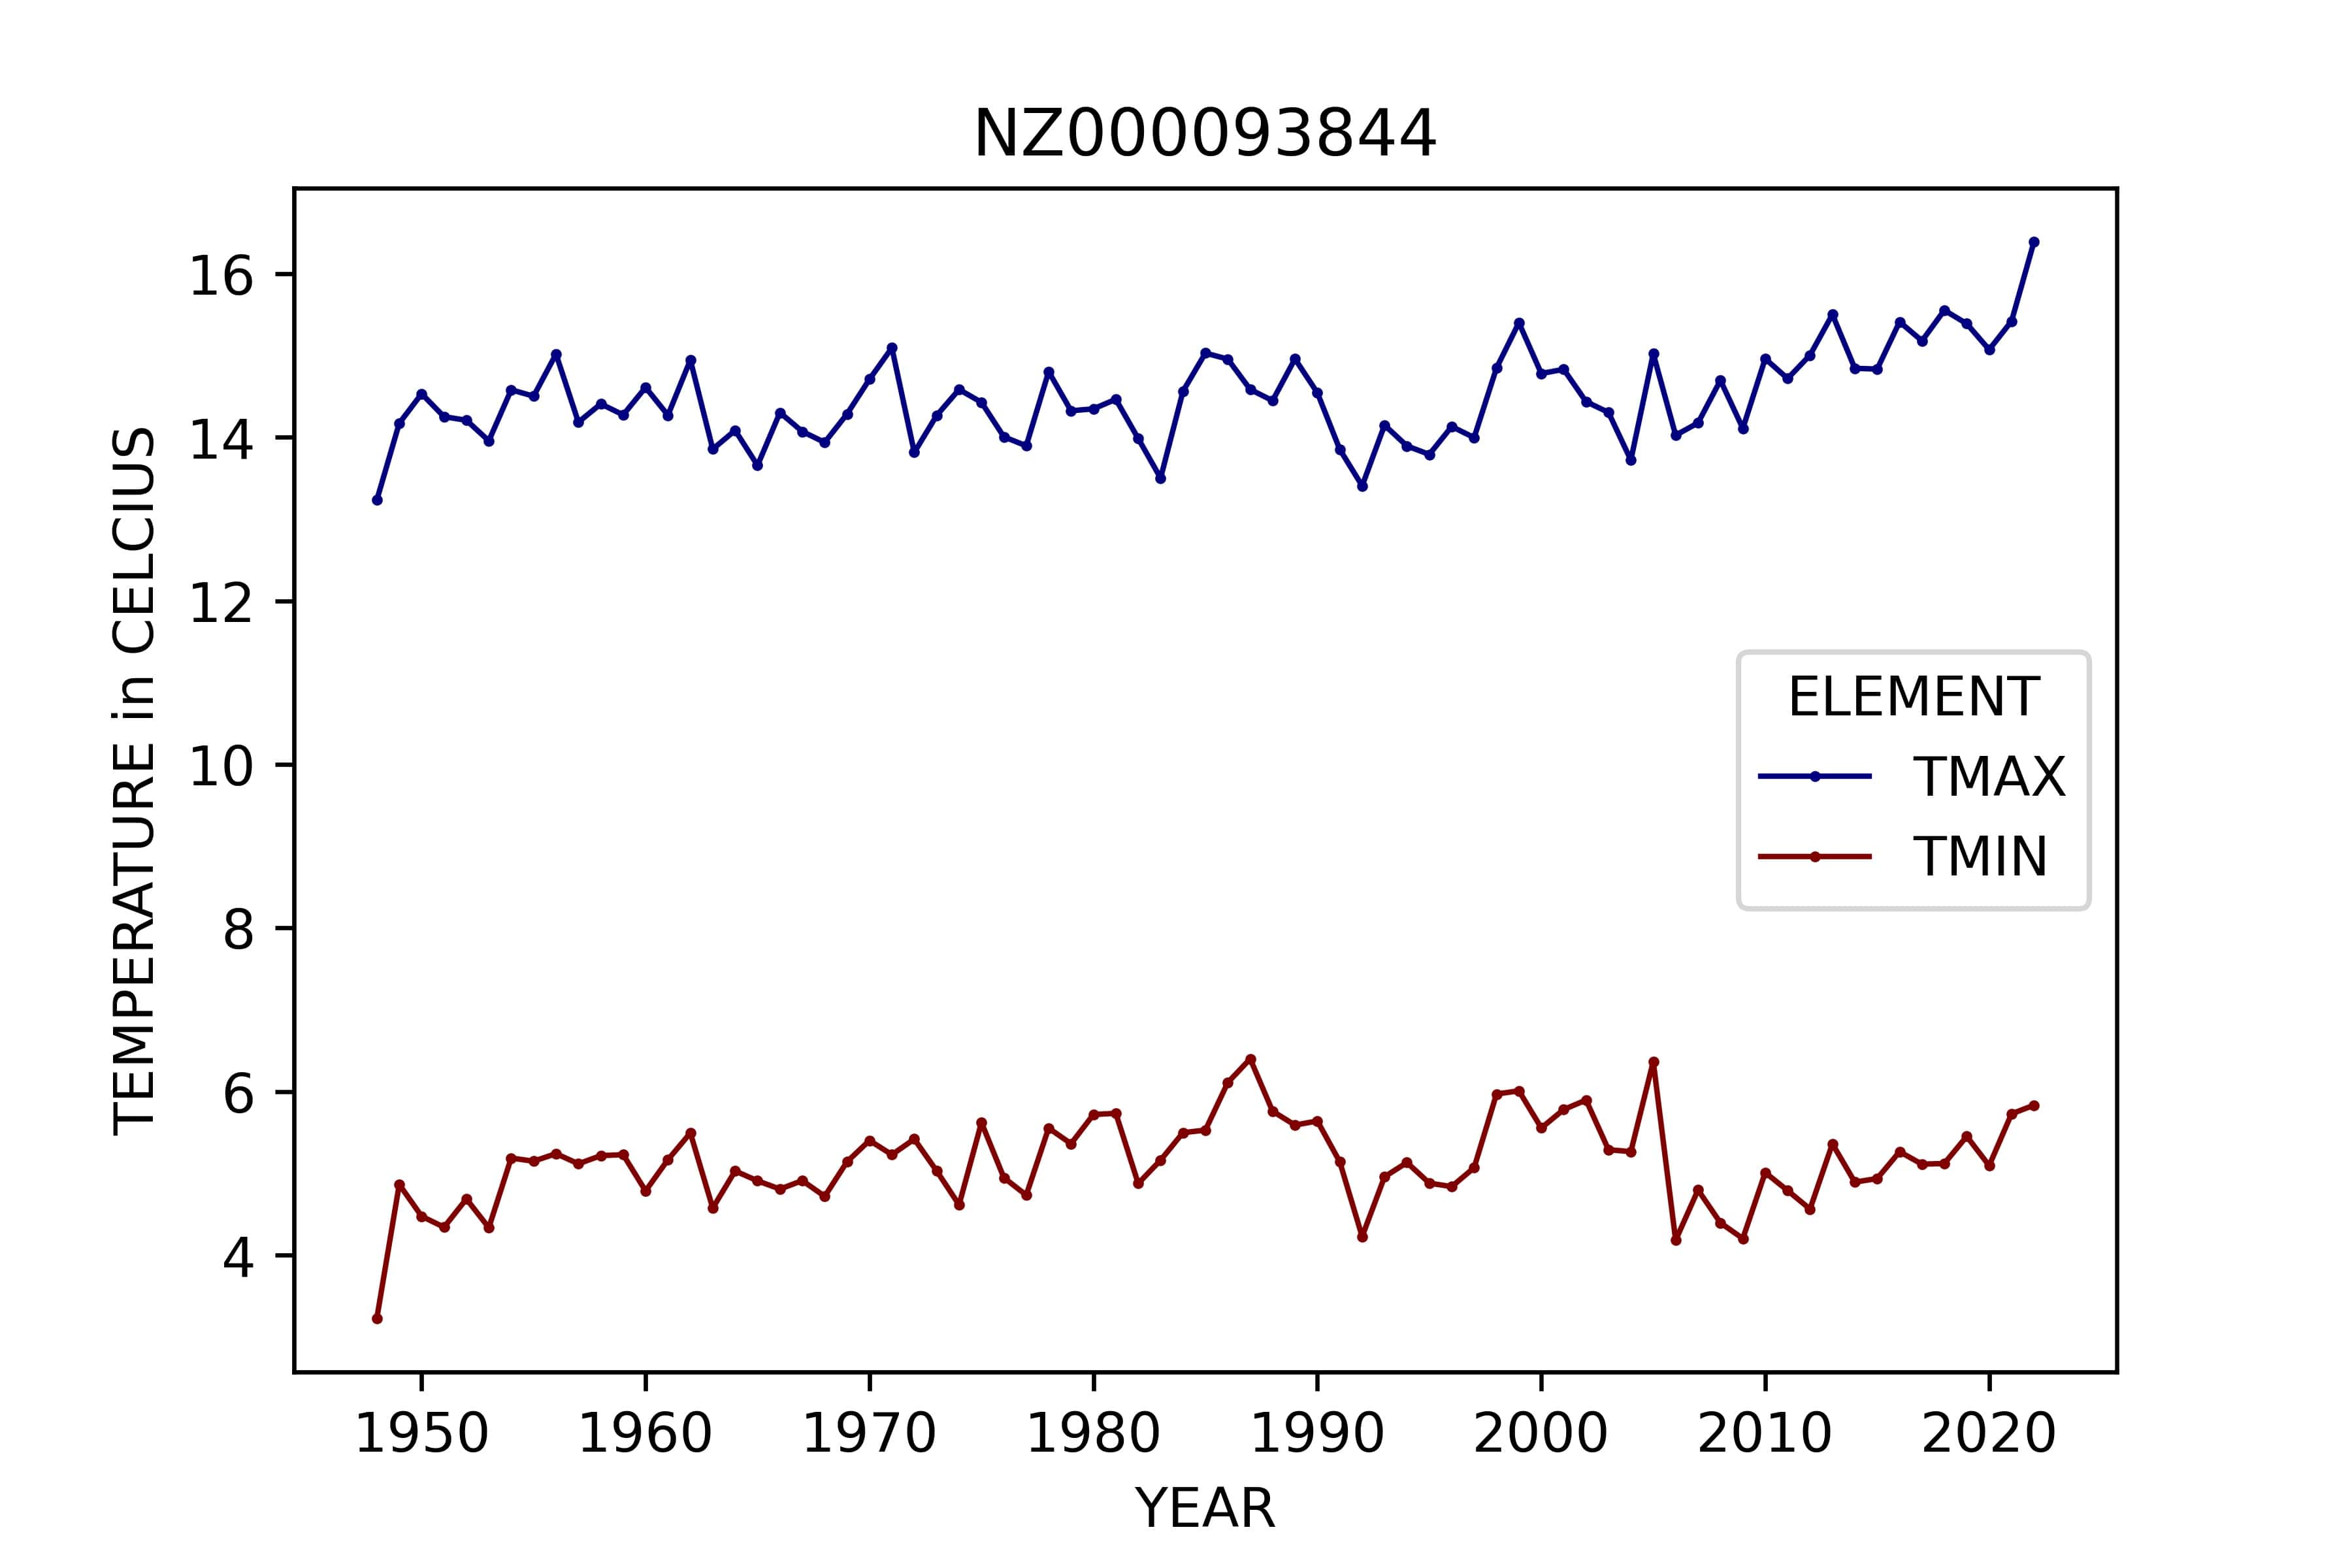 NZ000093844
TEMPERATURE in CELCIUS
16
14
12
10
8
6
4
ELEMENT
TMAX
TMIN
1950 1960 1970 1980 1990 2000 2010 2020
YEAR